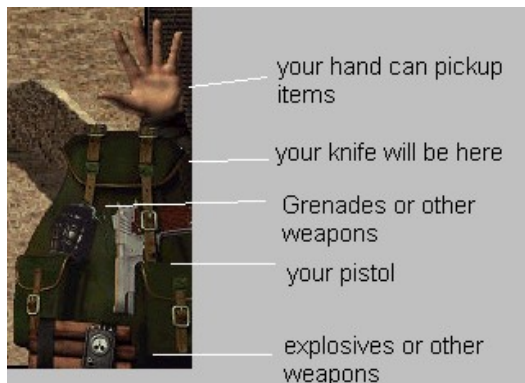 your hand can pickup
items
your knife will be here
Grenades or other
weapons
your pistol
explosives or other
weapons